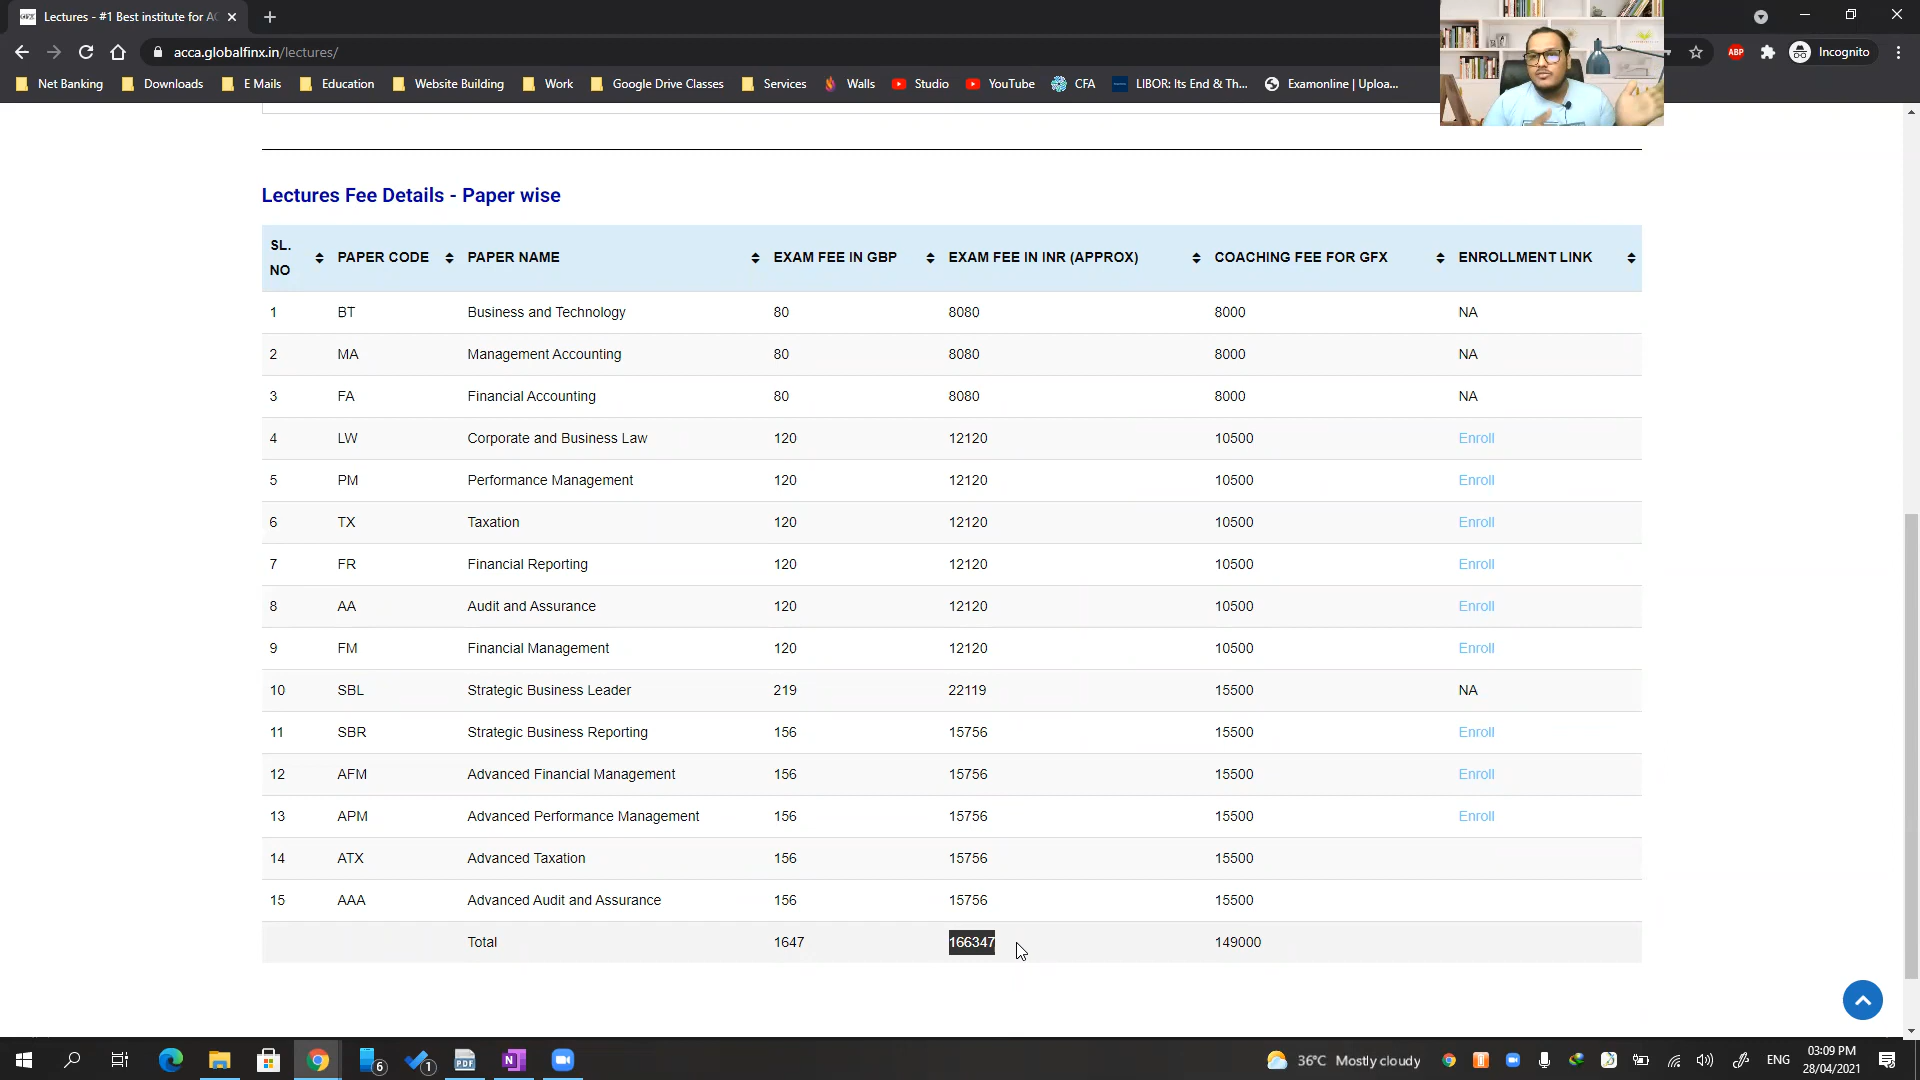 Lectures - #1 Best institute for AC
acca.globalfinx.in/lectures/
Incognito
Net Banking Downloads E Mails Education Website Building Work Google Drive Classes Services Walls Studio YouTube CFA LIBOR: Its End & Th... Examonline | Uploa...
Lectures Fee Details - Paper wise
SL. NO PAPER CODE PAPER NAME EXAM FEE IN GBP EXAM FEE IN INR (APPROX) COACHING FEE FOR GFX ENROLLMENT LINK
1 BT Business and Technology 80 8080 8000 NA
2 MA Management Accounting 80 8080 8000 NA
3 FA Financial Accounting 80 8080 8000 NA
4 LW Corporate and Business Law 120 12120 10500 Enroll
5 PM Performance Management 120 12120 10500 Enroll
6 TX Taxation 120 12120 10500 Enroll
7 FR Financial Reporting 120 12120 10500 Enroll
8 AA Audit and Assurance 120 12120 10500 Enroll
9 FM Financial Management 120 12120 10500 Enroll
10 SBL Strategic Business Leader 219 22119 15500 NA
11 SBR Strategic Business Reporting 156 15756 15500 Enroll
12 AFM Advanced Financial Management 156 15756 15500 Enroll
13 APM Advanced Performance Management 156 15756 15500 Enroll
14 ATX Advanced Taxation 156 15756 15500
15 AAA Advanced Audit and Assurance 156 15756 15500
Total 1647 166347 149000
36°C Mostly cloudy ENG 03:09 PM
28/04/2021